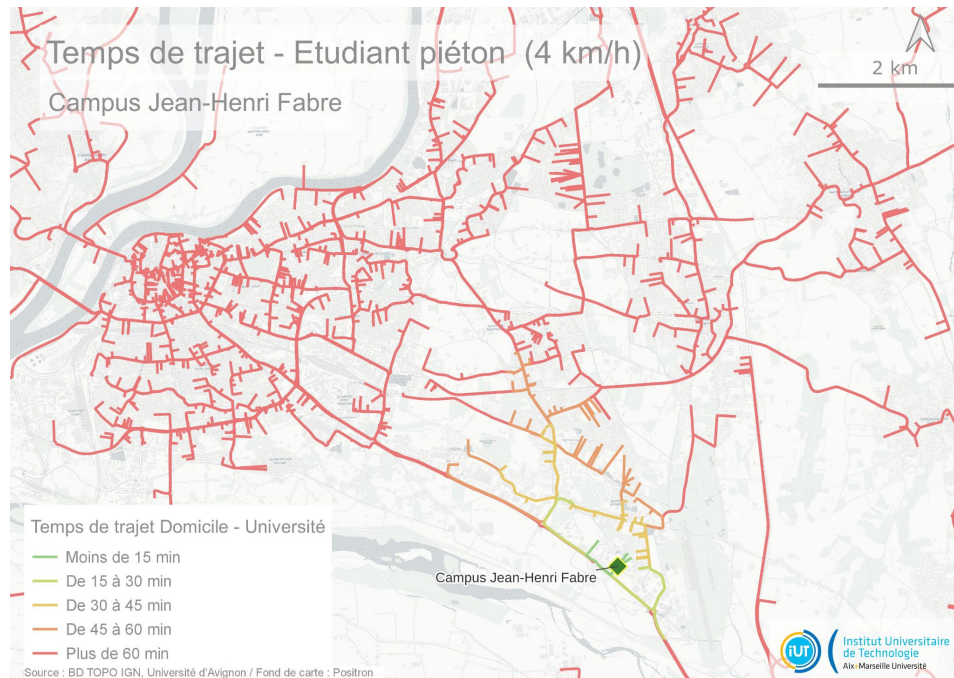 Temps de trajet - Etudiant piéton (4 km/h)
Campus Jean-Henri Fabre
2 km
Campus Jean-Henri Fabre
Temps de trajet Domicile - Université
Moins de 15 min
De 15 à 30 min
De 30 à 45 min
De 45 à 60 min
Plus de 60 min
Source : BD TOPO IGN, Université d'Avignon / Fond de carte : Positron
iUT
Institut Universitaire
de Technologie
Aix Marseille Université